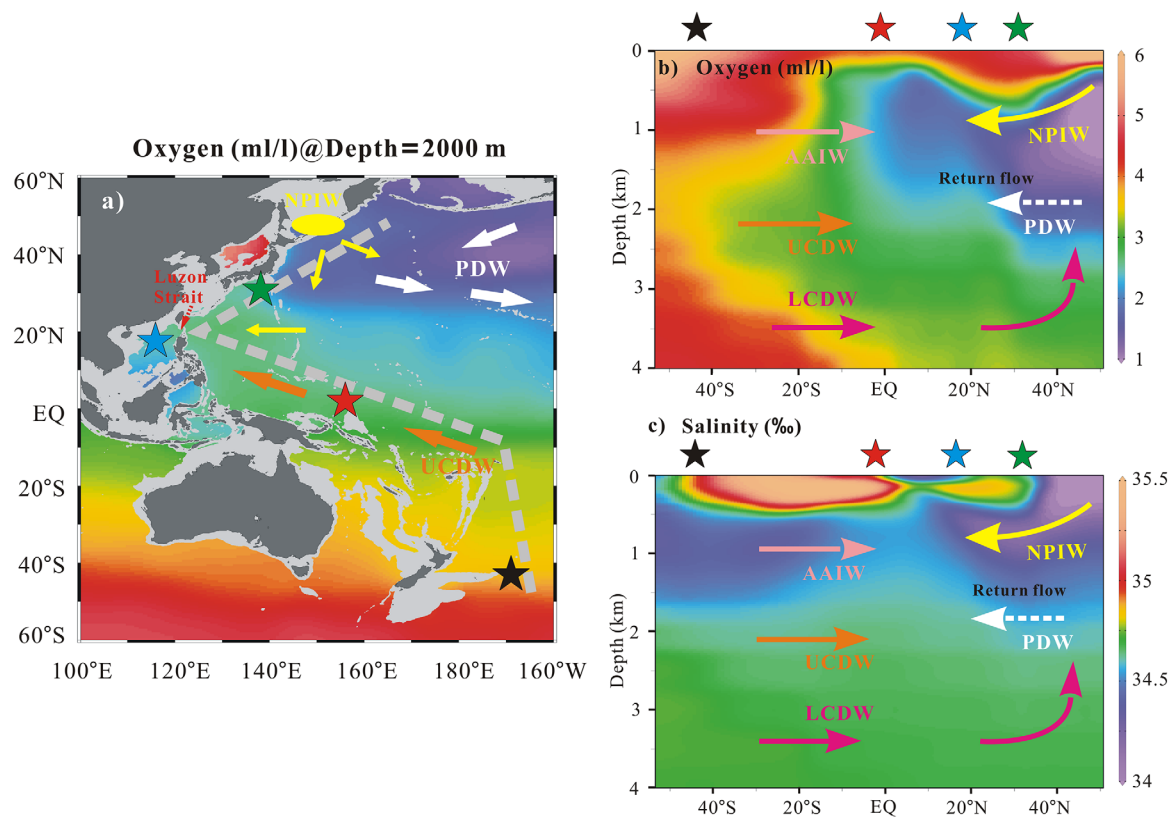 Oxygen (ml/l)@Depth=2000 m
a)
60°N
40°N
20°N
EQ
20°S
40°S
60°S
100°E
120°E
140°E
160°E
180°E
160°W
NPIW
PDW
Luzon
Strait
UCDW
b) Oxygen (ml/l)
0
1
2
3
4
Depth (km)
AAIW
NPIW
Return flow
UCDW
PDW
LCDW
40°S
20°S
EQ
20°N
40°N
6
5
4
3
2
1
c) Salinity (‰)
0
1
2
3
4
Depth (km)
AAIW
NPIW
Return flow
UCDW
PDW
LCDW
40°S
20°S
EQ
20°N
40°N
35.5
35
34.5
34